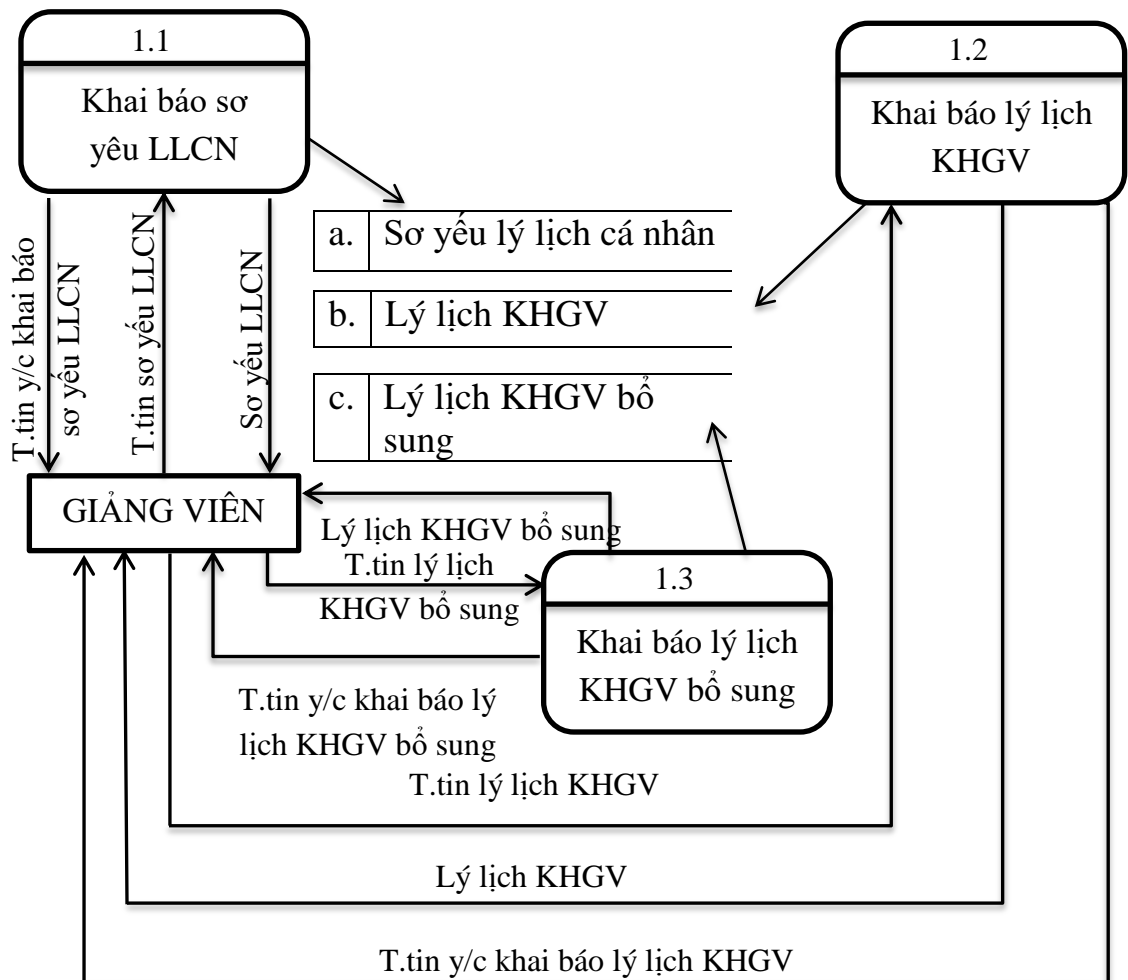 1.1
Khai báo sơ
yêu LLCN
1.2
Khai báo lý lịch
KHGV
T.tin y/c khai báo
sơ yếu LLCN
T.tin sơ yếu LLCN
Sơ yếu LLCN
a. Sơ yếu lý lịch cá nhân
b. Lý lịch KHGV
c. Lý lịch KHGV bổ
sung
GIẢNG VIÊN
Lý lịch KHGV bổ sung
T.tin lý lịch
KHGV bổ sung
1.3
Khai báo lý lịch
KHGV bổ sung
T.tin y/c khai báo lý
lịch KHGV bổ sung
T.tin lý lịch KHGV
Lý lịch KHGV
T.tin y/c khai báo lý lịch KHGV